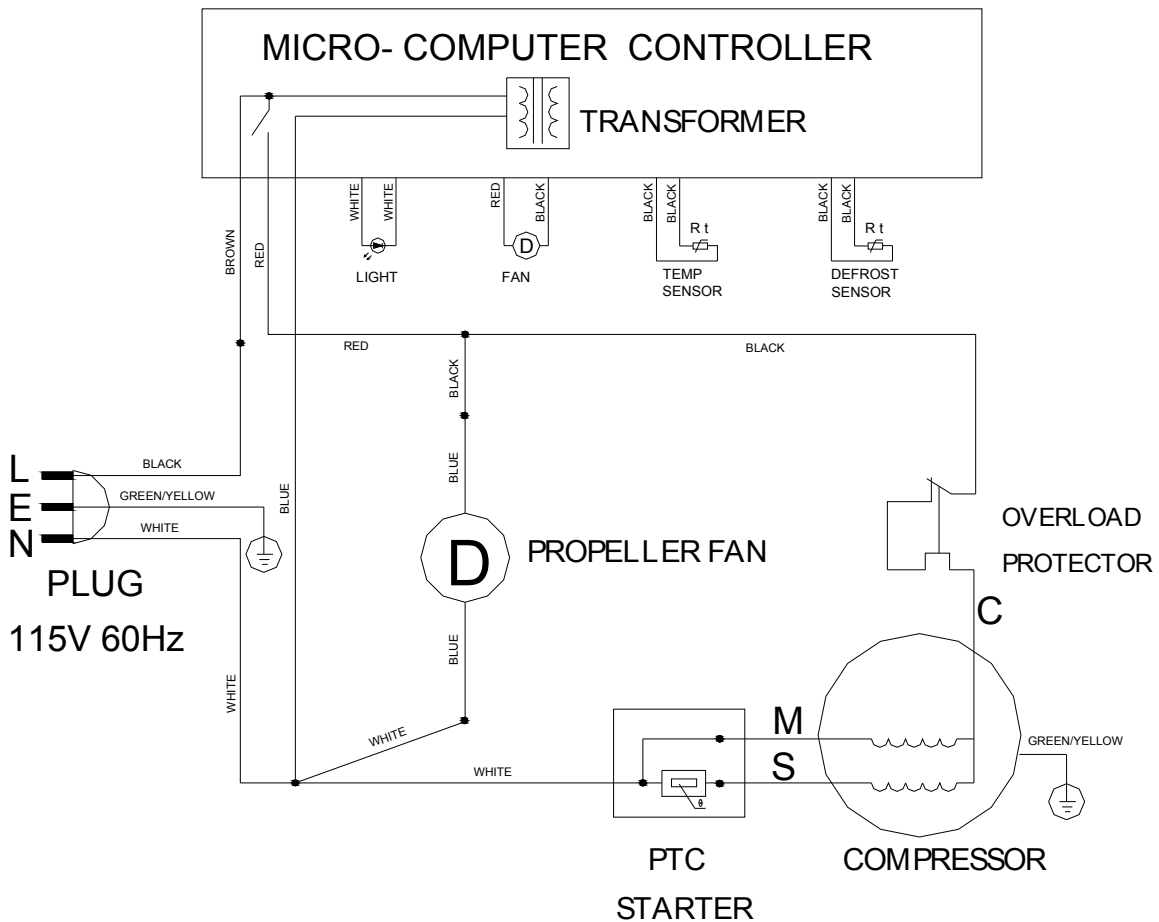 MICRO- COMPUTER CONTROLLER
TRANSFORMER
WHITE
WHITE
RED
BLACK
BLACK
BLACK
BLACK
BLACK
BROWN
RED
D
R t
R t
LIGHT
FAN
TEMP
SENSOR
DEFROST
SENSOR
RED
BLACK
BLACK
BLUE
BLUE
L
BLACK
E
GREEN/YELLOW
N
WHITE
PLUG
115V 60Hz
D
PROPELLER FAN
OVERLOAD
PROTECTOR
C
BLUE
WHITE
WHITE
WHITE
M
S
θ
GREEN/YELLOW
PTC
STARTER
COMPRESSOR